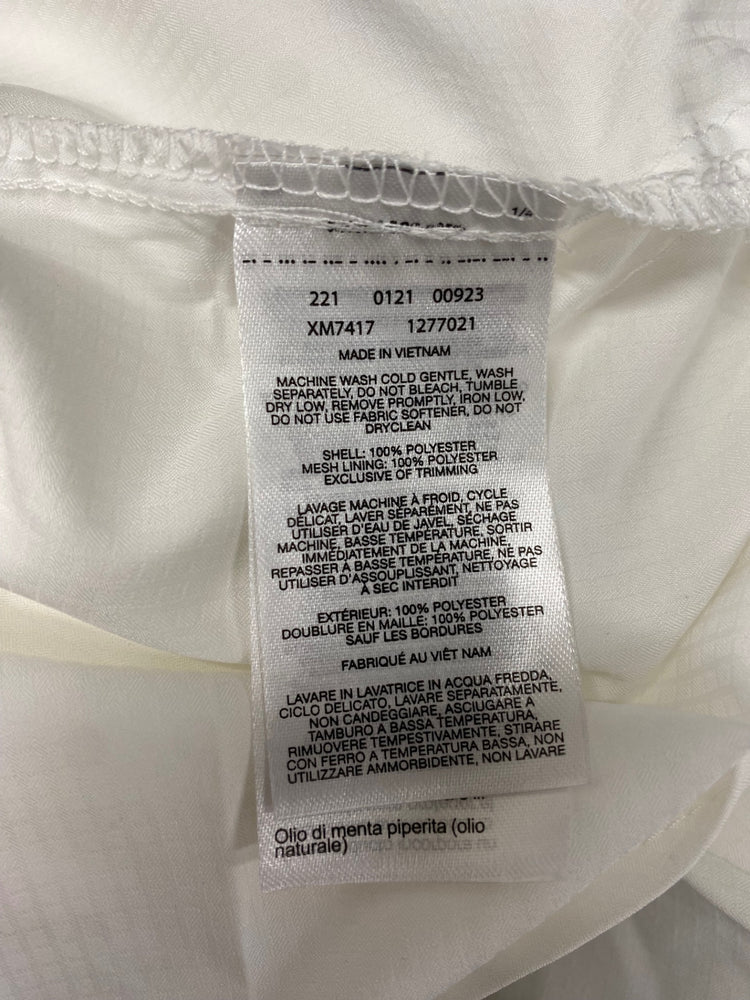 1/4
221 0121 00923
XM7417 1277021
MADE IN VIETNAM
MACHINE WASH COLD GENTLE, WASH
SEPARATELY, DO NOT BLEACH, TUMBLE
DRY LOW, REMOVE PROMPTLY, IRON LOW,
DO NOT USE FABRIC SOFTENER, DO NOT
DRYCLEAN
SHELL: 100% POLYESTER
MESH LINING: 100% POLYESTER
EXCLUSIVE OF TRIMMING
LAVAGE MACHINE À FROID, CYCLE
DÉLICAT, LAVER SÉPARÉMENT, NE PAS
UTILISER D'EAU DE JAVEL, SÉCHAGE
MACHINE, BASSE TEMPÉRATURE, SORTIR
IMMÉDIATEMENT DE LA MACHINE,
REPASSER À BASSE TEMPÉRATURE, NE PAS
UTILISER D'ASSOUPLISSANT, NETTOYAGE
À SEC INTERDIT
EXTÉRIEUR: 100% POLYESTER
DOUBLURE EN MAILLE: 100% POLYESTER
SAUF LES BORDURES
FABRIQUÉ AU VIÊT NAM
LAVARE IN LAVATRICE IN ACQUA FREDDA,
CICLO DELICATO, LAVARE SEPARATAMENTE,
NON CANDEGGIARE, ASCIUGARE A
TAMBURO A BASSA TEMPERATURA,
RIMUOVERE TEMPESTIVAMENTE, STIRARE
CON FERRO A TEMPERATURA BASSA, NON
UTILIZZARE AMMORBIDENTE, NON LAVARE
Olio di menta piperita (olio
naturale)